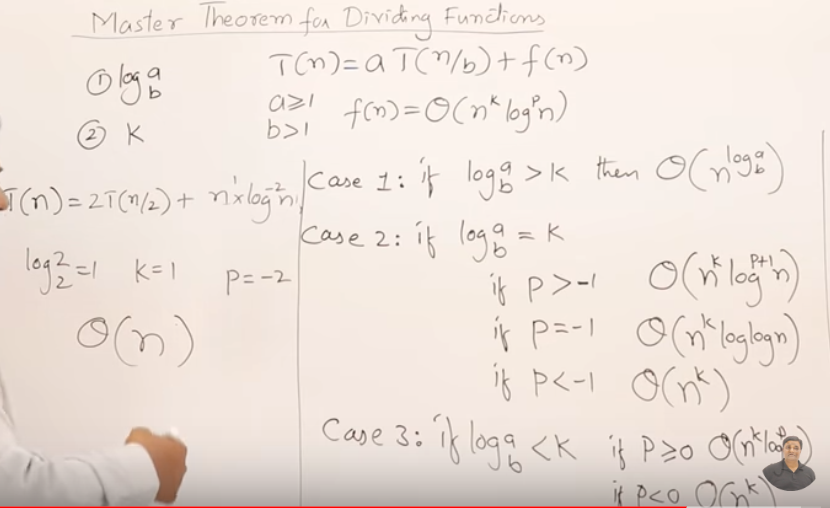 Master Theorem for Dividing Functions
① log_b^a
② K
T(n) = a T(n/b) + f(n)
a ≥ 1
b > 1
f(n) = Θ(n^k log^p n)
T(n) = 2T(n/2) + n^1 x log^-2 n
log_2^2 = 1 k = 1 P = -2
Θ(n)
Case 1: if log_b^a > K then Θ(n^log_b^a)
Case 2: if log_b^a = K
if P > -1 Θ(n^k log^P+1 n)
if P = -1 Θ(n^k loglogn)
if P < -1 Θ(n^k)
Case 3: if log_b^a < K if P ≥ 0 Θ(n^k log^p
if P < 0 Θ(n^k)